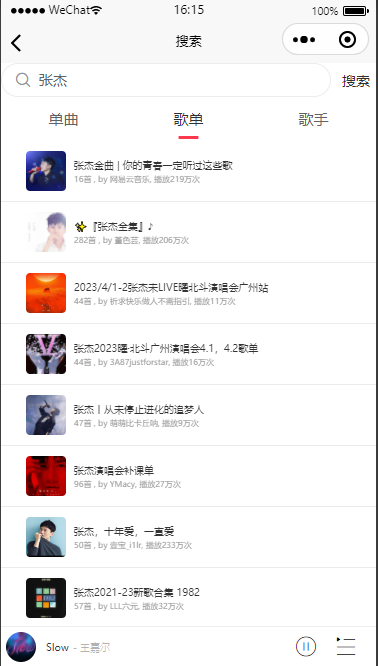 WeChat 16:15 100%
搜索
张杰 搜索
单曲 歌单 歌手
张杰金曲 | 你的青春一定听过这些歌
16首 , by 网易云音乐, 播放219万次
✨『张杰全集』♪
282首 , by 董色芸, 播放206万次
2023/4/1-2张杰未LIVE曜北斗演唱会广州站
44首 , by 祈求快乐做人不需指引, 播放11万次
张杰2023曜·北斗广州演唱会4.1，4.2歌单
44首 , by 3A87justforstar, 播放16万次
张杰丨从未停止进化的追梦人
47首 , by 萌萌比卡丘呐, 播放9万次
张杰演唱会补课单
96首 , by YMacy, 播放27万次
张杰，十年爱，一直爱
50首 , by 壹宝_i1lr, 播放233万次
张杰2021-23新歌合集 1982
57首 , by LLL六元, 播放32万次
Slow - 王嘉尔